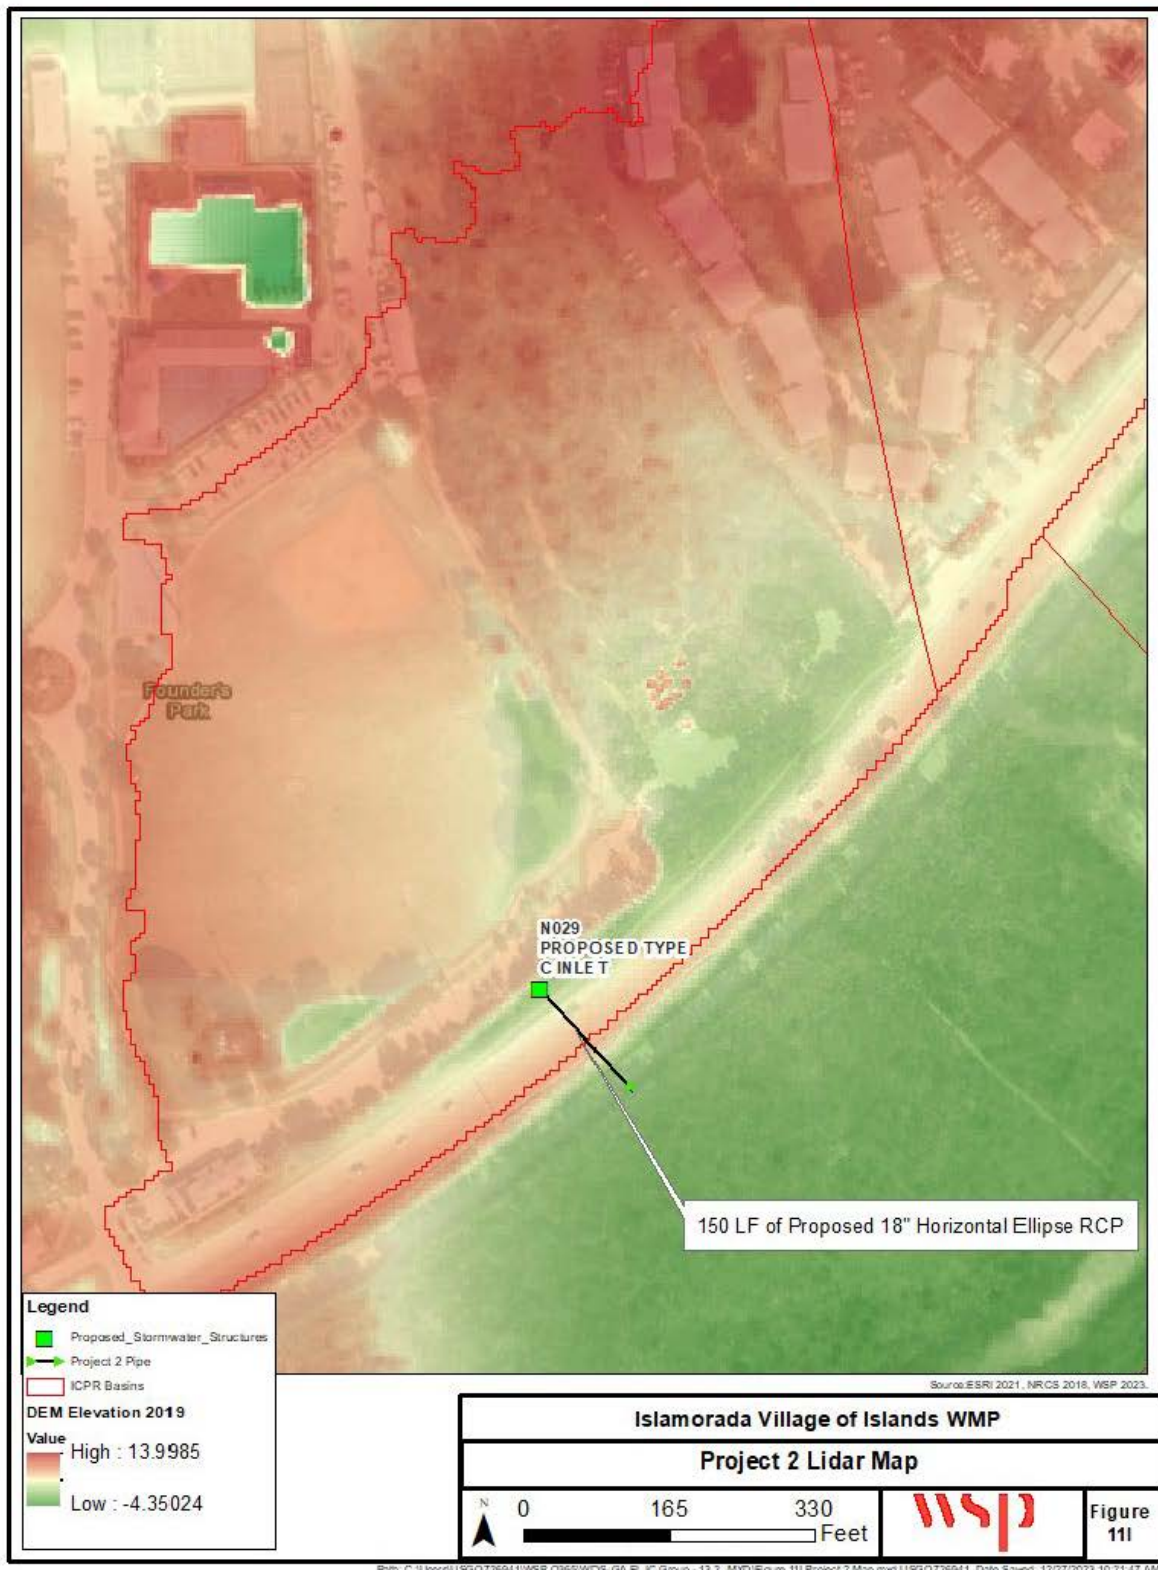 Founder's
Park
N029
PROPOSED TYPE
C INLET
150 LF of Proposed 18" Horizontal Ellipse RCP
Legend
Proposed_Stormwater_Structures
Project 2 Pipe
ICPR Basins
DEM Elevation 2019
Value
High : 13.9985
Low : -4.35024
Source:ESRI 2021, NRCS 2018, WSP 2023.
Islamorada Village of Islands WMP
Project 2 Lidar Map
N
0 165 330
Feet
wsp
Figure
11I